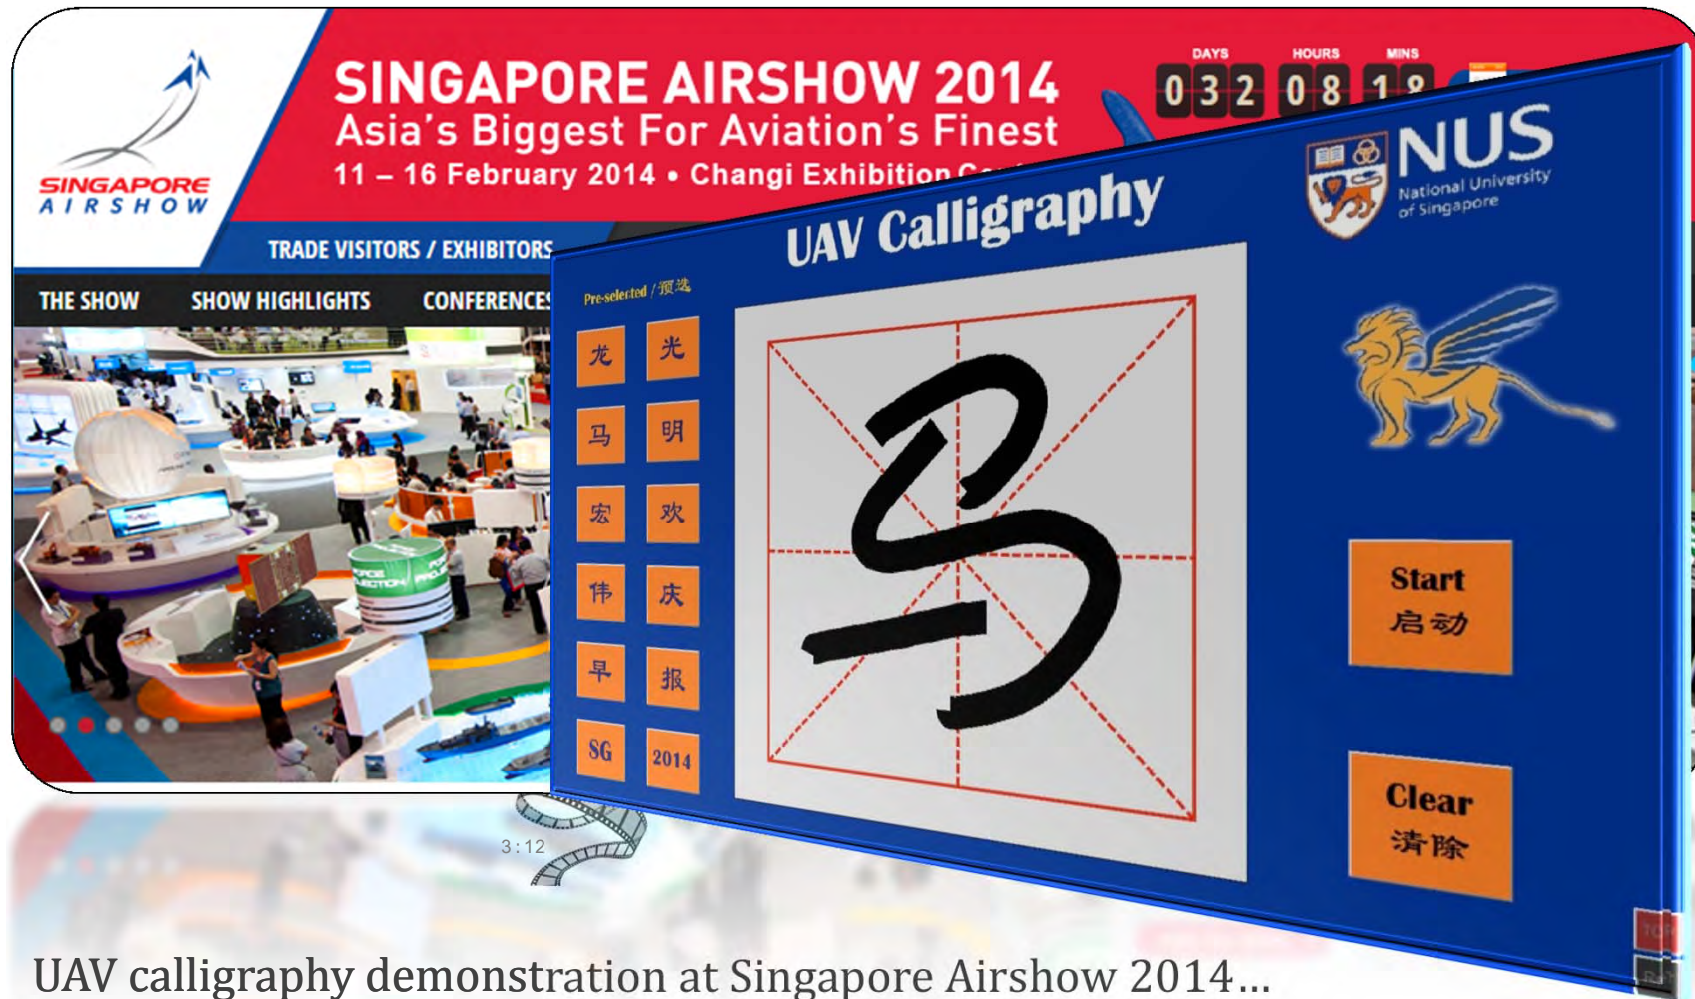 SINGAPORE
AIRSHOW
SINGAPORE AIRSHOW 2014
Asia's Biggest For Aviation's Finest
11 – 16 February 2014 • Changi Exhibition
DAYS HOURS MINS
032 08 18
TRADE VISITORS / EXHIBITORS
THE SHOW SHOW HIGHLIGHTS CONFERENCES
UAV Calligraphy
NUS
National University
of Singapore
Pre-selected / 预选
龙 光
马 明
宏 欢
伟 庆
早 报
SG 2014
马
Start
启动
Clear
清除
3:12
UAV calligraphy demonstration at Singapore Airshow 2014...